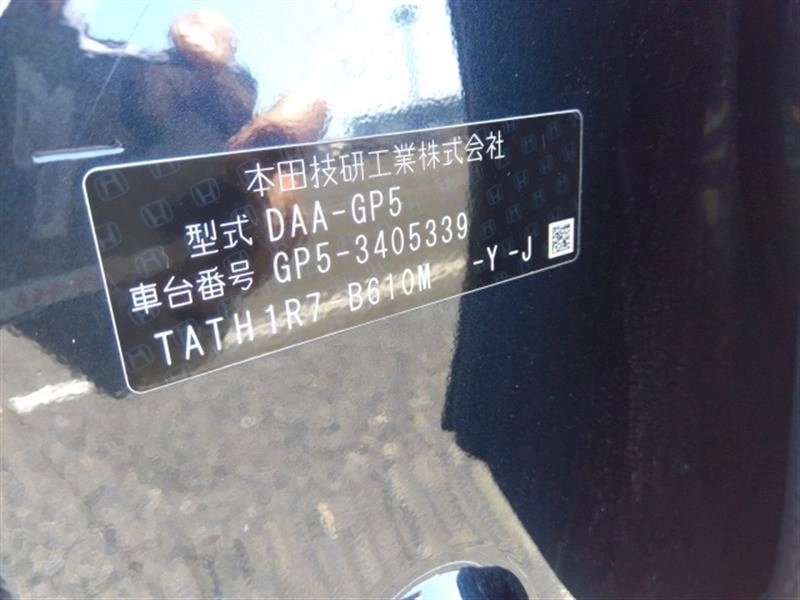 本田技研工業株式会社
型式 DAA-GP5
車台番号 GP5-3405339
TATH1R7 B610M -Y -J